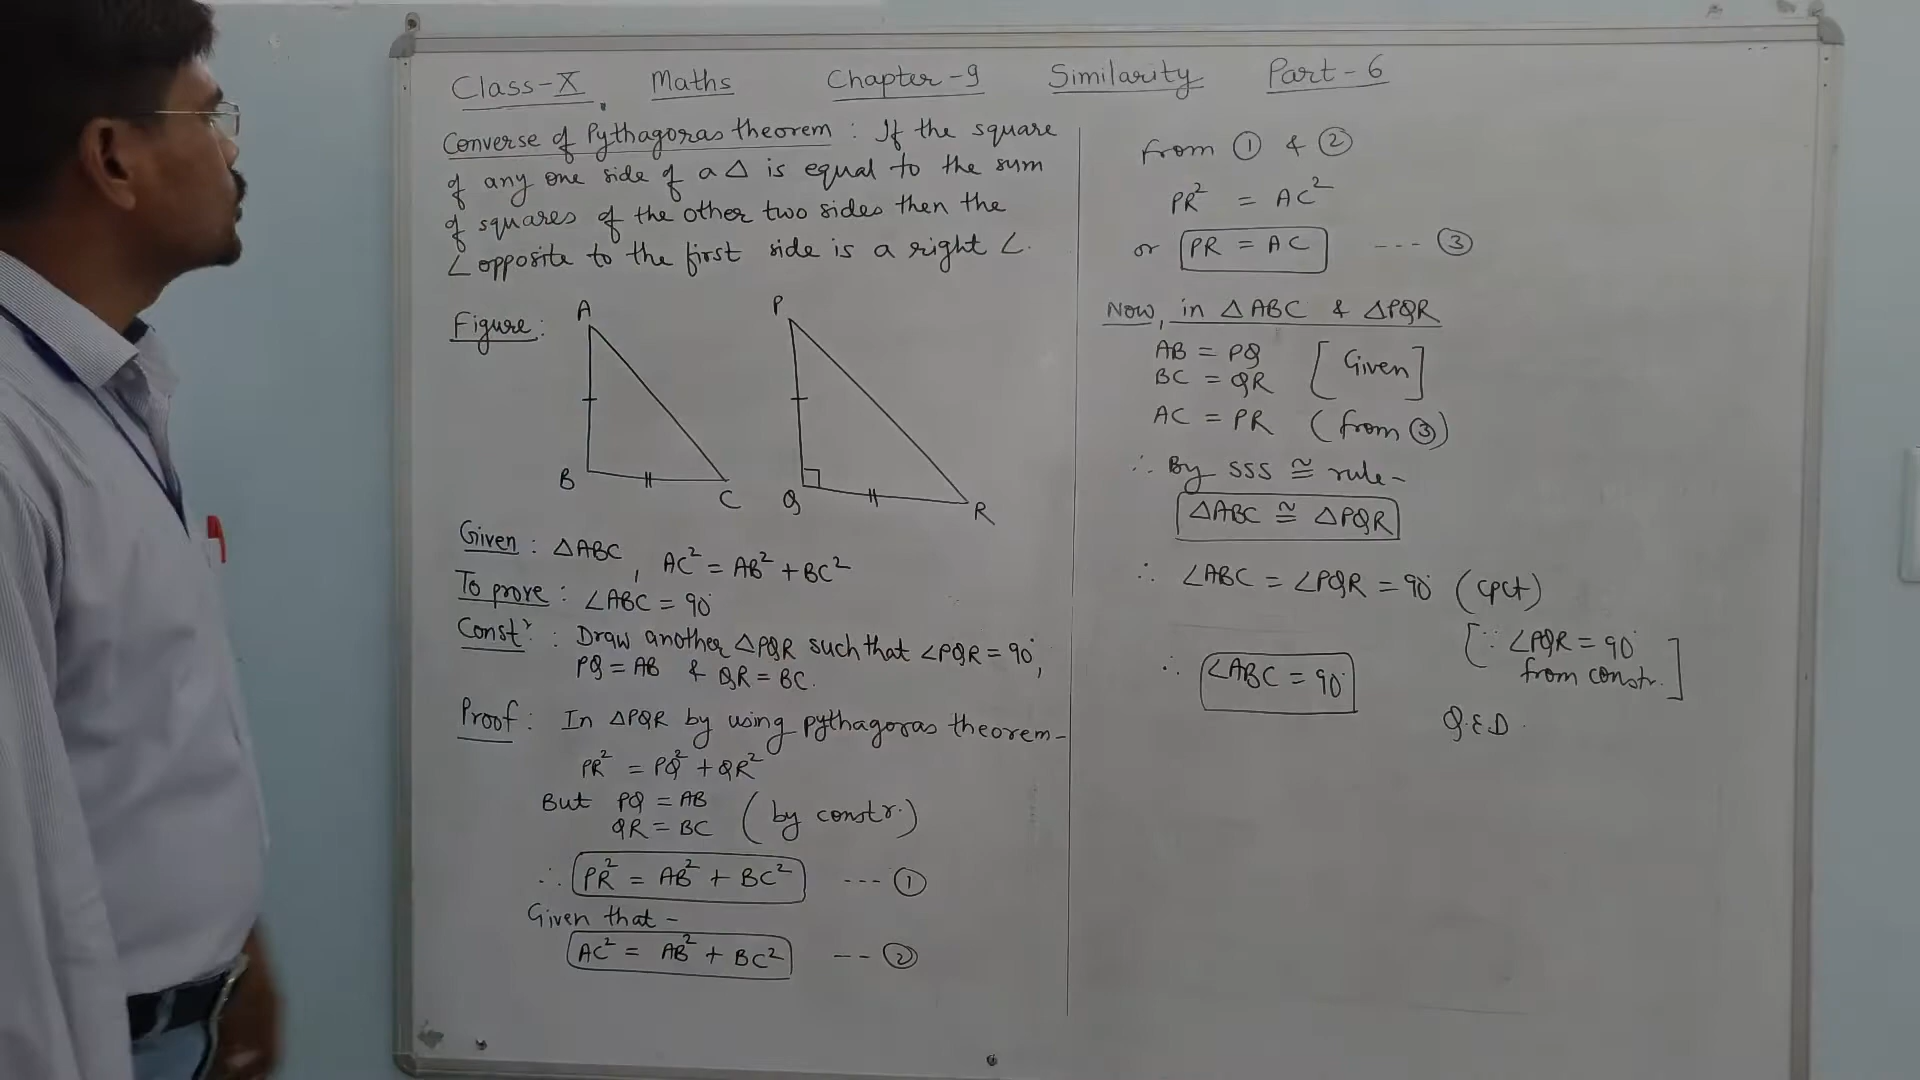 Class-X Maths Chapter-9 Similarity Part-6
Converse of Pythagoras theorem : If the square
of any one side of a Δ is equal to the sum
of squares of the other two sides then the
∠ opposite to the first side is a right ∠.
Figure:
A
B
C
P
Q
R
Given : ΔABC, AC² = AB² + BC²
To prove : ∠ABC = 90°
Constⁿ : Draw another ΔPQR such that ∠PQR = 90°,
PQ = AB & QR = BC.
Proof : In ΔPQR by using pythagoras theorem-
PR² = PQ² + QR²
But PQ = AB
QR = BC (by constr.)
∴ PR² = AB² + BC² --- ①
Given that -
AC² = AB² + BC² -- ②
from ① & ②
PR² = AC²
or PR = AC --- ③
Now, in ΔABC & ΔPQR
AB = PQ
BC = QR [Given]
AC = PR (from ③)
∴ By SSS ≅ rule-
ΔABC ≅ ΔPQR
∴ ∠ABC = ∠PQR = 90° (cpct)
[∵ ∠PQR = 90°
from constr.]
∴ ∠ABC = 90°
Q.E.D.